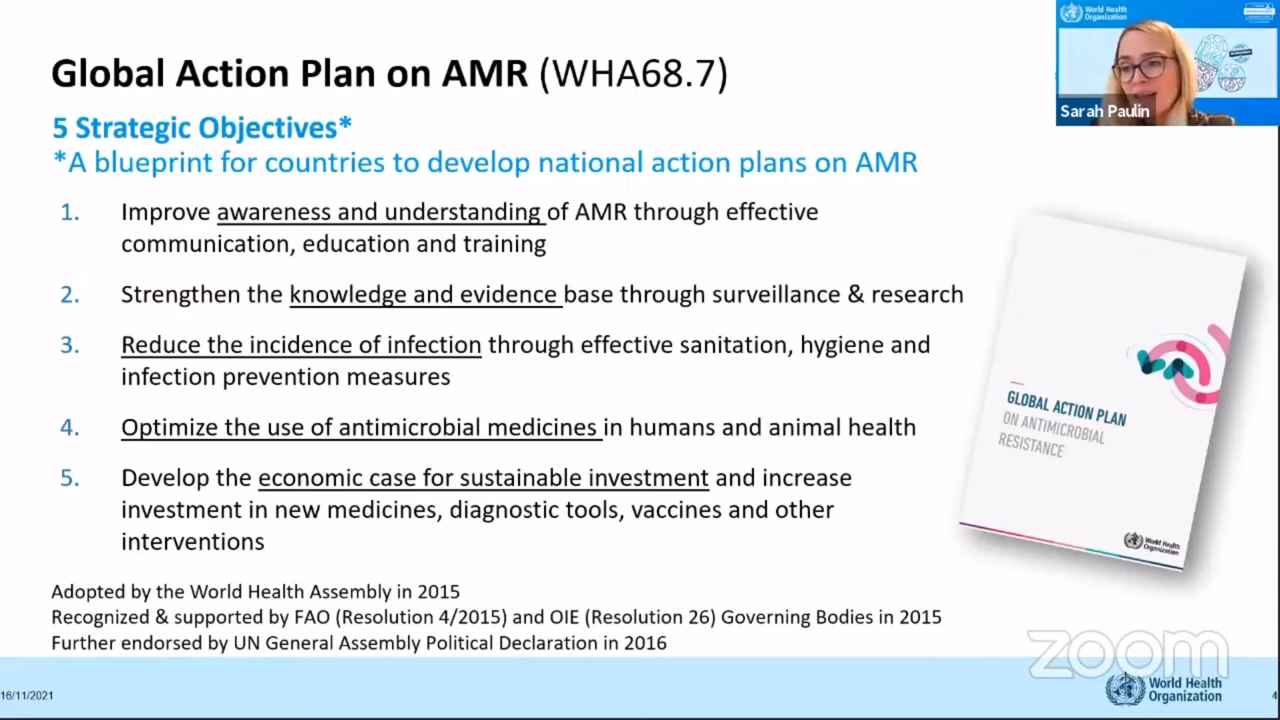 Global Action Plan on AMR (WHA68.7)
5 Strategic Objectives*
*A blueprint for countries to develop national action plans on AMR
1. Improve awareness and understanding of AMR through effective
communication, education and training
2. Strengthen the knowledge and evidence base through surveillance & research
3. Reduce the incidence of infection through effective sanitation, hygiene and
infection prevention measures
4. Optimize the use of antimicrobial medicines in humans and animal health
5. Develop the economic case for sustainable investment and increase
investment in new medicines, diagnostic tools, vaccines and other
interventions
Adopted by the World Health Assembly in 2015
Recognized & supported by FAO (Resolution 4/2015) and OIE (Resolution 26) Governing Bodies in 2015
Further endorsed by UN General Assembly Political Declaration in 2016
World Health
Organization
Sarah Paulin
GLOBAL ACTION PLAN
ON ANTIMICROBIAL
RESISTANCE
World Health
Organization
zoom
16/11/2021
World Health
Organization
4